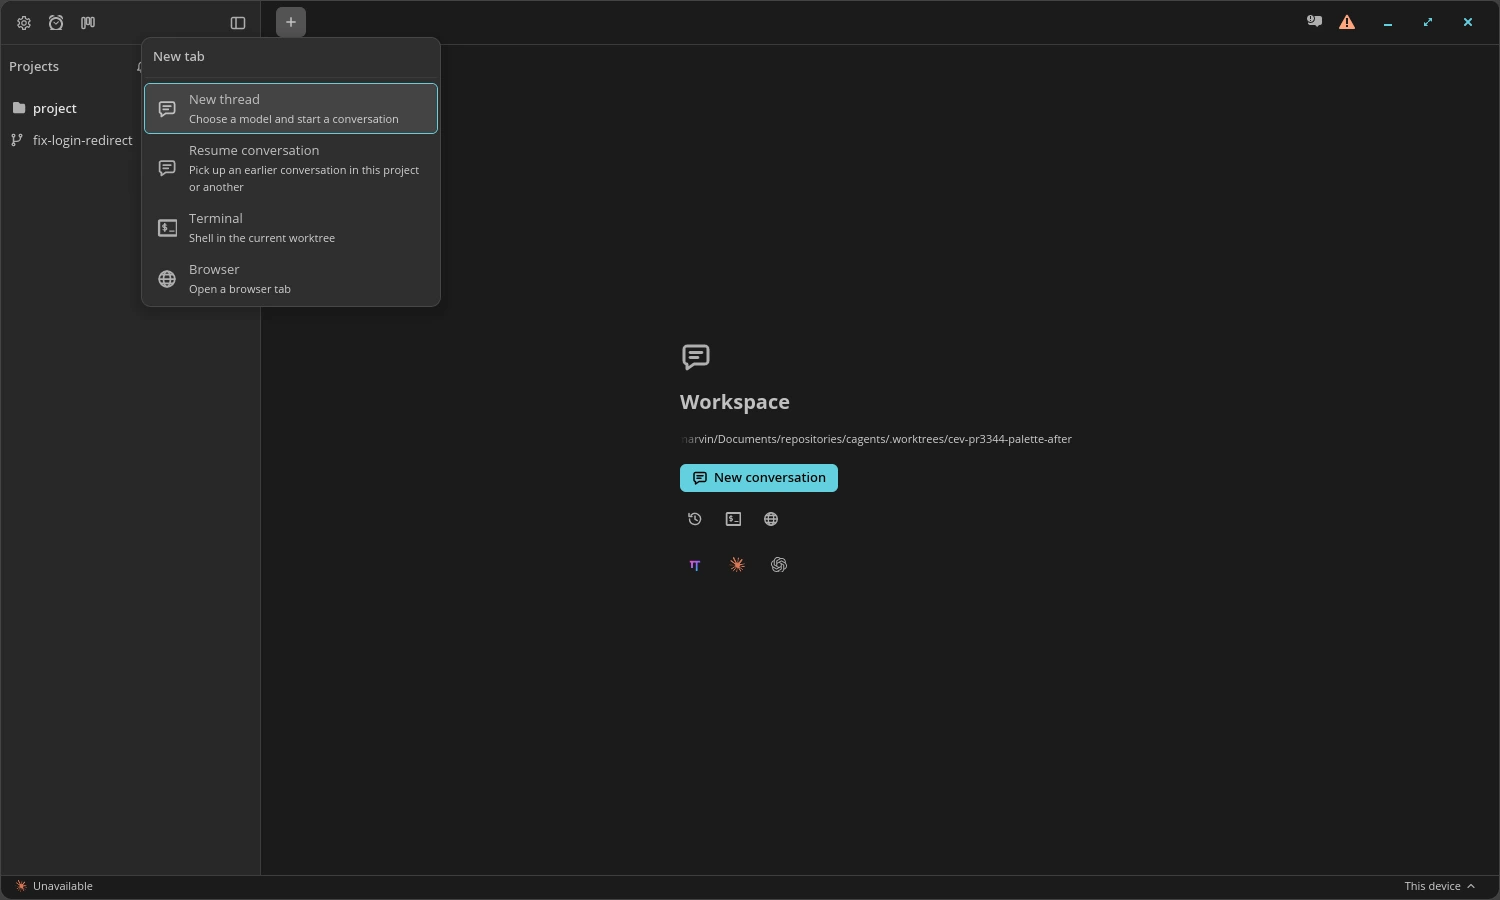 New tab
Projects
New thread
Choose a model and start a conversation
project
fix-login-redirect
Resume conversation
Pick up an earlier conversation in this project
or another
Terminal
Shell in the current worktree
Browser
Open a browser tab
Workspace
arvin/Documents/repositories/cagents/.worktrees/cev-pr3344-palette-after
New conversation
Unavailable
This device